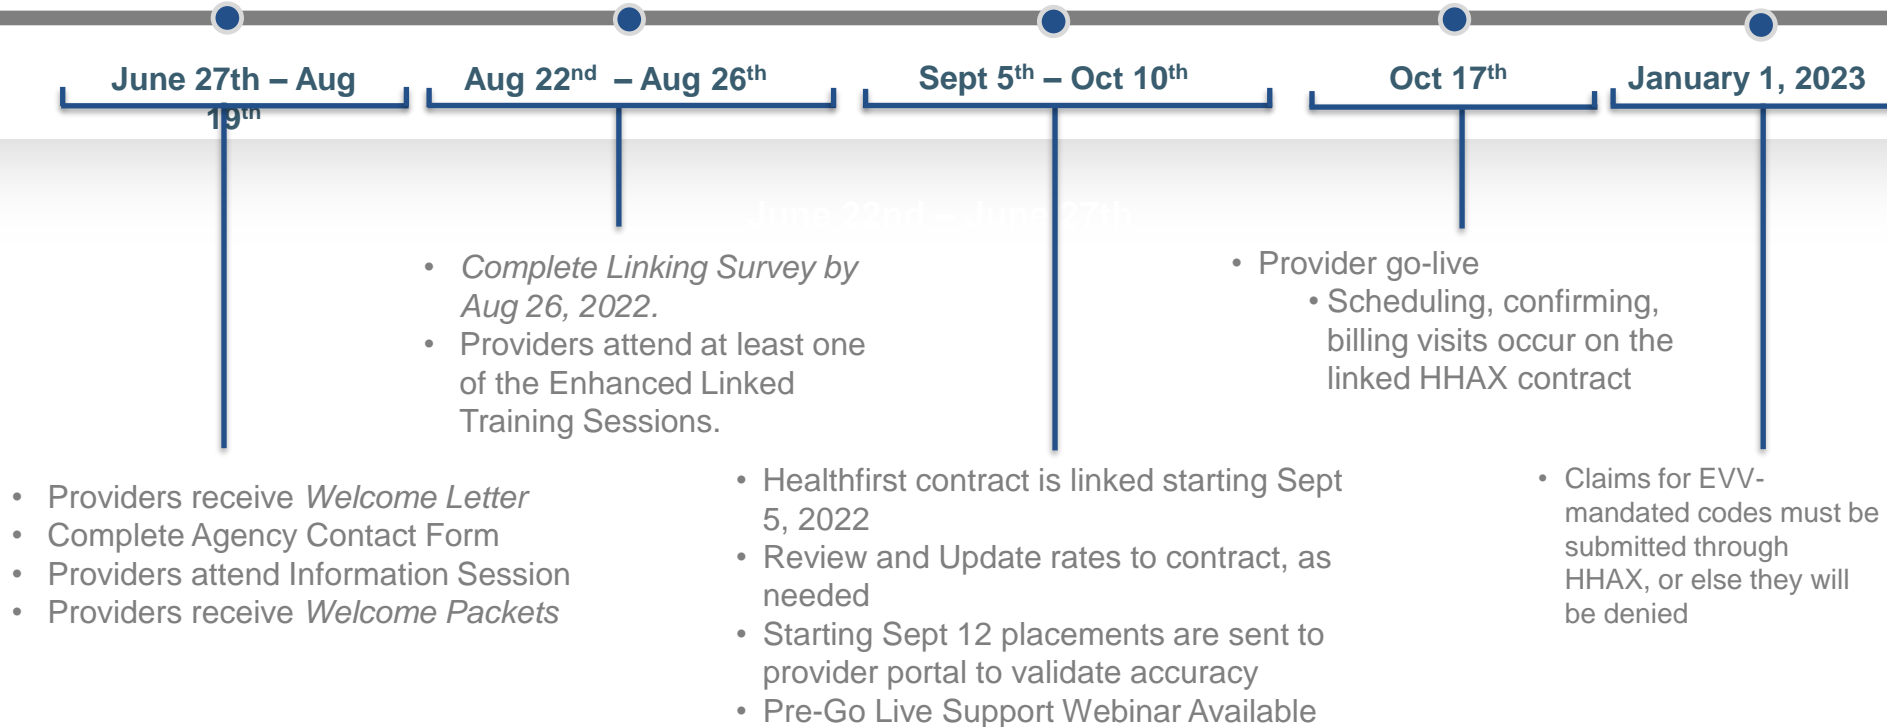 June 27th – Aug 19th
Aug 22nd – Aug 26th
Sept 5th – Oct 10th
Oct 17th
January 1, 2023
June 22nd – June 27th
• Complete Linking Survey by
Aug 26, 2022.
• Providers attend at least one
of the Enhanced Linked
Training Sessions.
• Provider go-live
• Scheduling, confirming,
billing visits occur on the
linked HHAX contract
• Providers receive Welcome Letter
• Complete Agency Contact Form
• Providers attend Information Session
• Providers receive Welcome Packets
• Healthfirst contract is linked starting Sept
5, 2022
• Review and Update rates to contract, as
needed
• Starting Sept 12 placements are sent to
provider portal to validate accuracy
• Pre-Go Live Support Webinar Available
• Claims for EVV-
mandated codes must be
submitted through
HHAX, or else they will
be denied